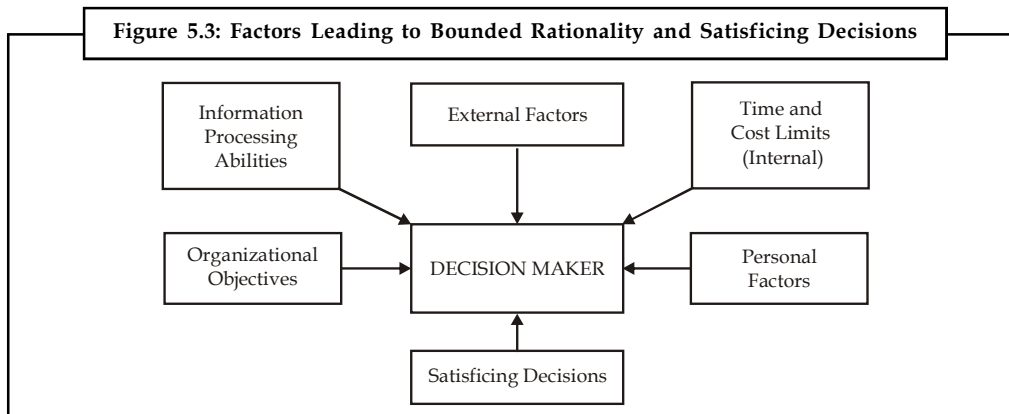 Figure 5.3: Factors Leading to Bounded Rationality and Satisficing Decisions
Information
Processing
Abilities
External Factors
Time and
Cost Limits
(Internal)
Organizational
Objectives
DECISION MAKER
Personal
Factors
Satisficing Decisions